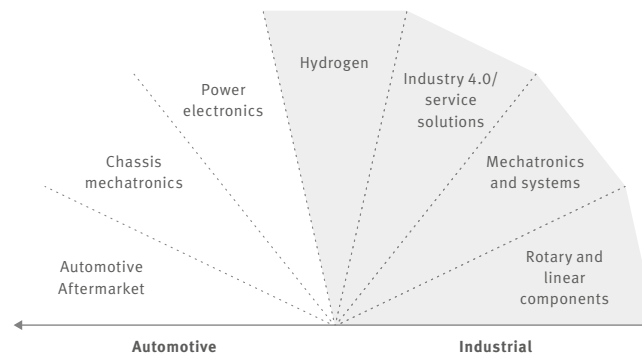 Hydrogen
Power
electronics
Industry 4.0/
service
solutions
Chassis
mechatronics
Mechatronics
and systems
Automotive
Aftermarket
Rotary and
linear
components
Automotive
Industrial